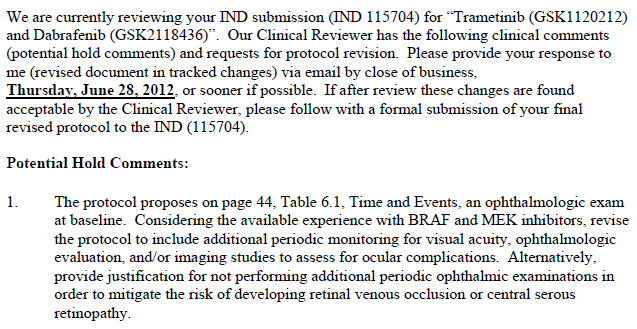 We are currently reviewing your IND submission (IND 115704) for “Trametinib (GSK1120212)
and Dabrafenib (GSK2118436)”.  Our Clinical Reviewer has the following clinical comments
(potential hold comments) and requests for protocol revision.  Please provide your response to
me (revised document in tracked changes) via email by close of business,
Thursday, June 28, 2012, or sooner if possible.  If after review these changes are found
acceptable by the Clinical Reviewer, please follow with a formal submission of your final
revised protocol to the IND (115704).
Potential Hold Comments:
1. The protocol proposes on page 44, Table 6.1, Time and Events, an ophthalmologic exam
at baseline.  Considering the available experience with BRAF and MEK inhibitors, revise
the protocol to include additional periodic monitoring for visual acuity, ophthalmologic
evaluation, and/or imaging studies to assess for ocular complications.  Alternatively,
provide justification for not performing additional periodic ophthalmic examinations in
order to mitigate the risk of developing retinal venous occlusion or central serous
retinopathy.